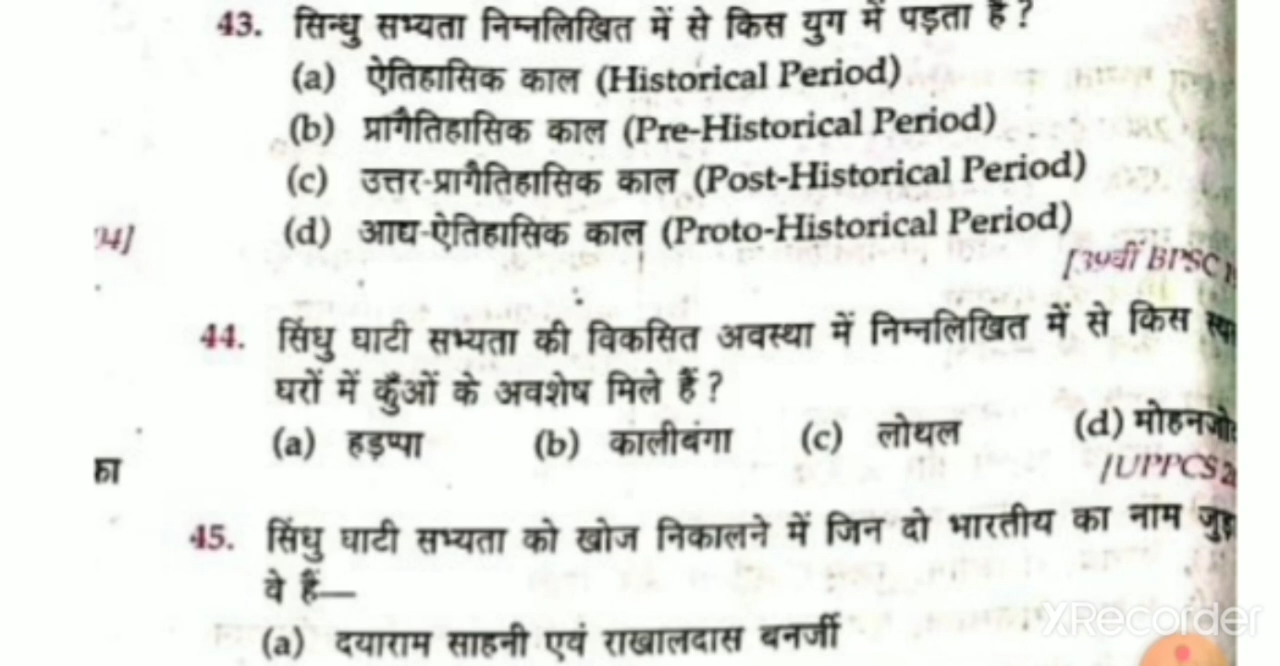 43. सिन्धु सभ्यता निम्नलिखित में से किस युग में पड़ता है ?
(a) ऐतिहासिक काल (Historical Period)
(b) प्रागैतिहासिक काल (Pre-Historical Period)
(c) उत्तर-प्रागैतिहासिक काल (Post-Historical Period)
(d) आद्य-ऐतिहासिक काल (Proto-Historical Period)
04]
[39वीं BPSC
44. सिंधु घाटी सभ्यता की विकसित अवस्था में निम्नलिखित में से किस
घरों में कुँओं के अवशेष मिले हैं ?
(a) हड़प्पा (b) कालीबंगा (c) लोथल (d) मोहनजो
[UPPCS 2
का
45. सिंधु घाटी सभ्यता को खोज निकालने में जिन दो भारतीय का नाम जुड़
वे हैं—
(a) दयाराम साहनी एवं राखालदास बनर्जी
XRecorder